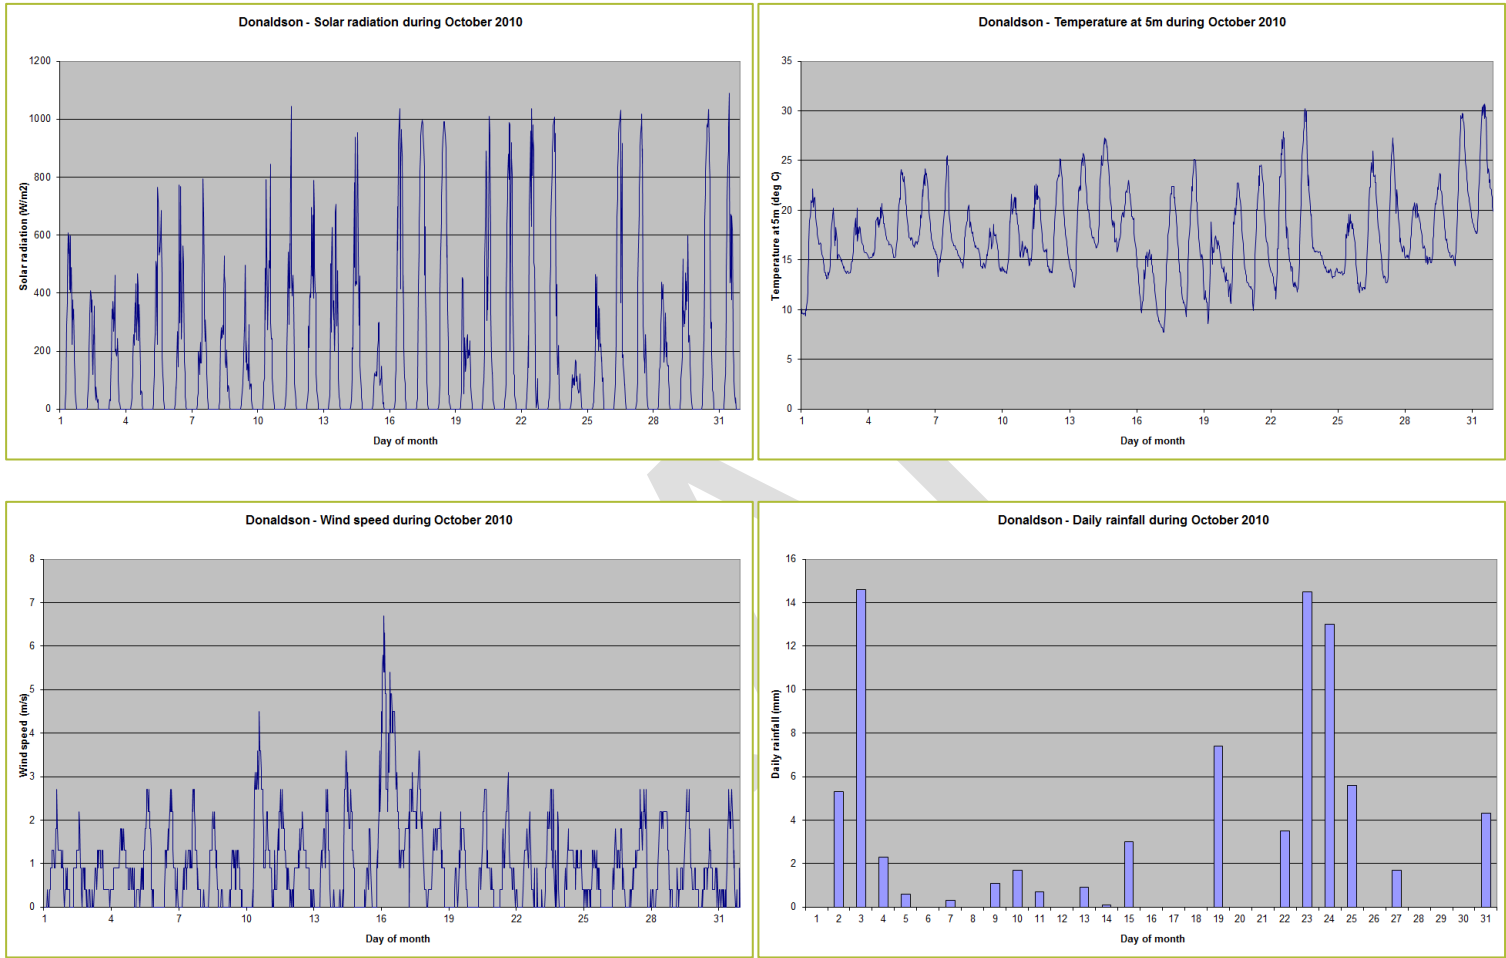 Donaldson - Solar radiation during October 2010
1200
1000
800
600
400
200
0
Solar radiation (W/m2)
1 4 7 10 13 16 19 22 25 28 31
Day of month
Donaldson - Temperature at 5m during October 2010
35
30
25
20
15
10
5
0
Temperature at 5m (deg C)
1 4 7 10 13 16 19 22 25 28 31
Day of month
Donaldson - Wind speed during October 2010
8
7
6
5
4
3
2
1
0
Wind speed (m/s)
1 4 7 10 13 16 19 22 25 28 31
Day of month
Donaldson - Daily rainfall during October 2010
16
14
12
10
8
6
4
2
0
Daily rainfall (mm)
1 2 3 4 5 6 7 8 9 10 11 12 13 14 15 16 17 18 19 20 21 22 23 24 25 26 27 28 29 30 31
Day of month